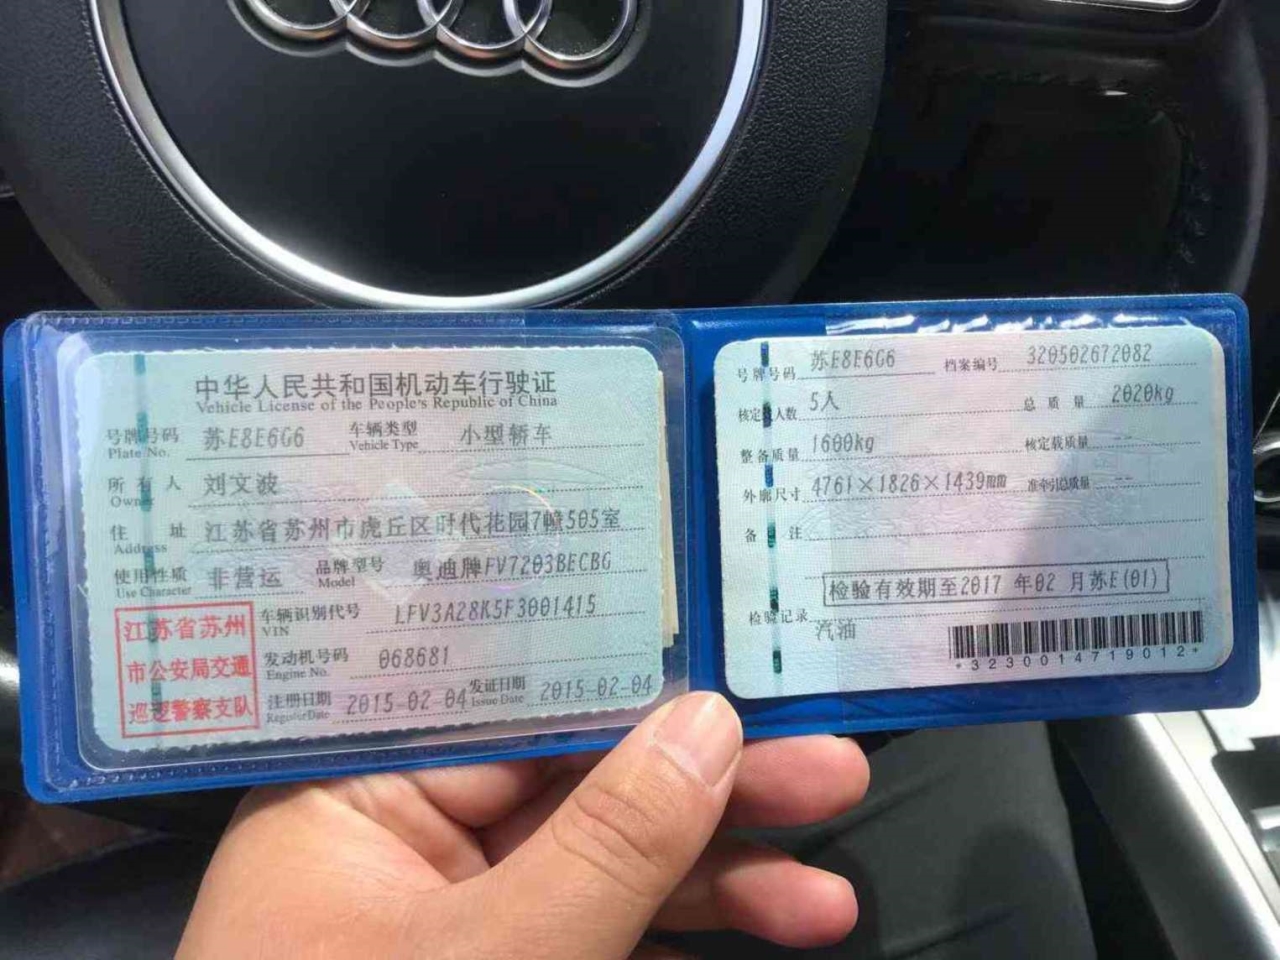 中华人民共和国机动车行驶证
Vehicle License of the People's Republic of China
号牌号码 苏E8E6G6 车辆类型 小型轿车
Plate No. Vehicle Type
所有人 刘文波
Owner
住址 江苏省苏州市虎丘区时代花园7幢505室
Address
使用性质 非营运 品牌型号 奥迪牌FV7203BECBG
Use Character Model
江苏省苏州
市公安局交通
巡逻警察支队
车辆识别代号 LFV3A28K5F3001415
VIN
发动机号码 068681
Engine No.
注册日期 2015-02-04 发证日期 2015-02-04
Register Date Issue Date
号牌号码 苏E8E6G6 档案编号 320502672082
核定载人数 5人 总质量 2020kg
整备质量 1600kg 核定载质量 --
外廓尺寸 4761×1826×1439mm 准牵引总质量 --
备注
检验有效期至2017年02月苏E(01)
检验记录
汽油
*3230014719012*